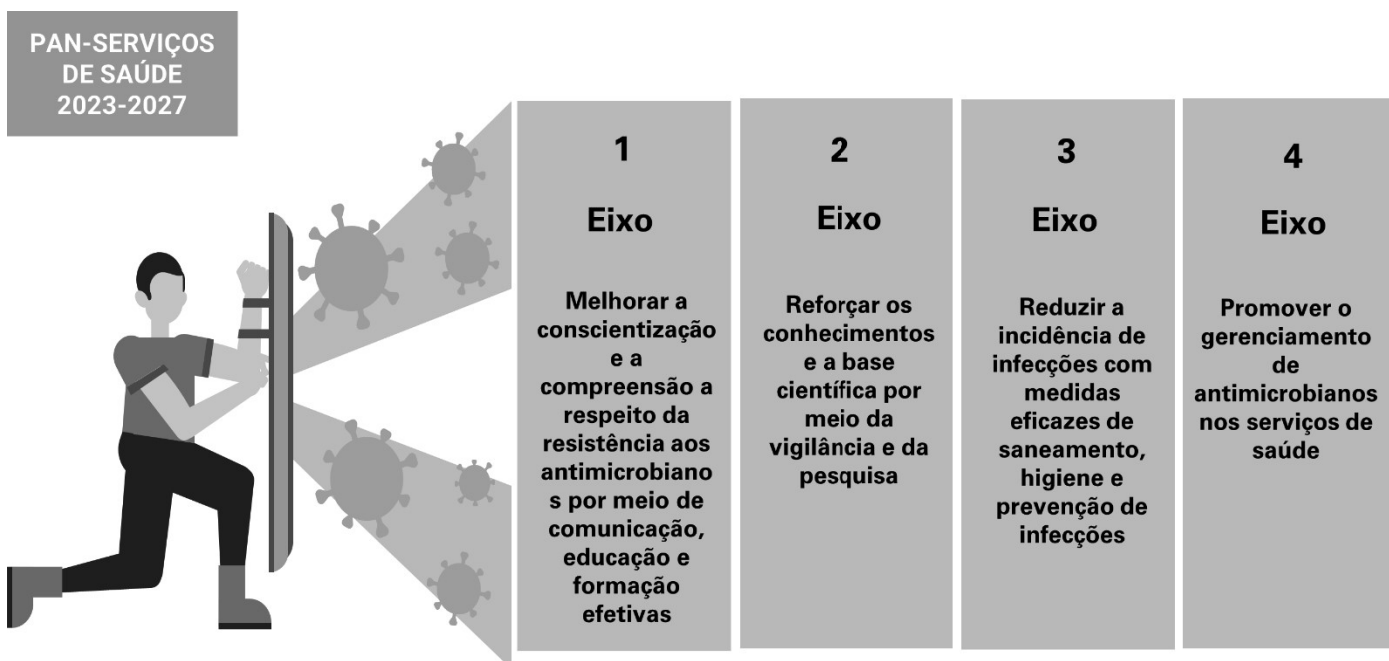 PAN-SERVIÇOS
DE SAÚDE
2023-2027
1
Eixo
Melhorar a
conscientização
e a
compreensão a
respeito da
resistência aos
antimicrobiano
s por meio de
comunicação,
educação e
formação
efetivas
2
Eixo
Reforçar os
conhecimentos
e a base
científica por
meio da
vigilância e da
pesquisa
3
Eixo
Reduzir a
incidência de
infecções com
medidas
eficazes de
saneamento,
higiene e
prevenção de
infecções
4
Eixo
Promover o
gerenciamento
de
antimicrobianos
nos serviços de
saúde